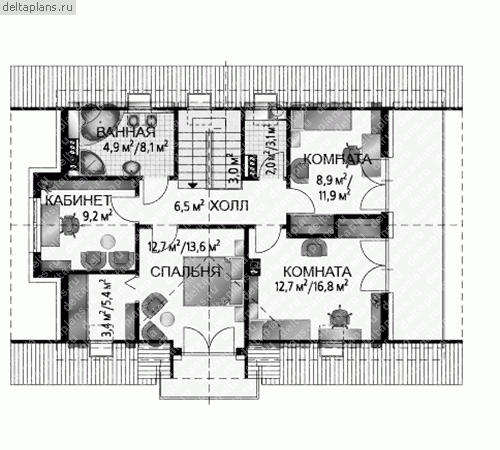 deltaplans.ru
ВАННАЯ
4,9 м²/8,1 м²
3,0 м²
2,0 м²/3,1 м²
КОМНАТА
8,9 м²/
11,9 м²
КАБИНЕТ
9,2 м²
6,5 м² ХОЛЛ
12,7 м²/13,6 м²
СПАЛЬНЯ
КОМНАТА
12,7 м²/16,8 м²
3,4 м²/5,4 м²